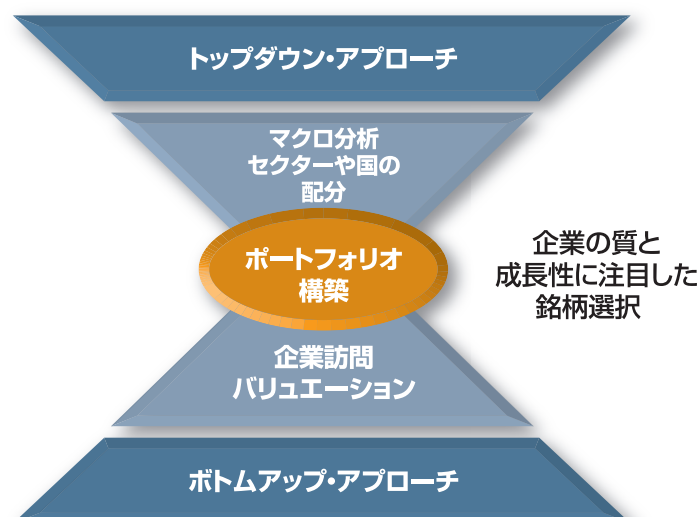 トップダウン・アプローチ
マクロ分析
セクターや国の
配分
ポートフォリオ
構築
企業の質と
成長性に注目した
銘柄選択
企業訪問
バリュエーション
ボトムアップ・アプローチ